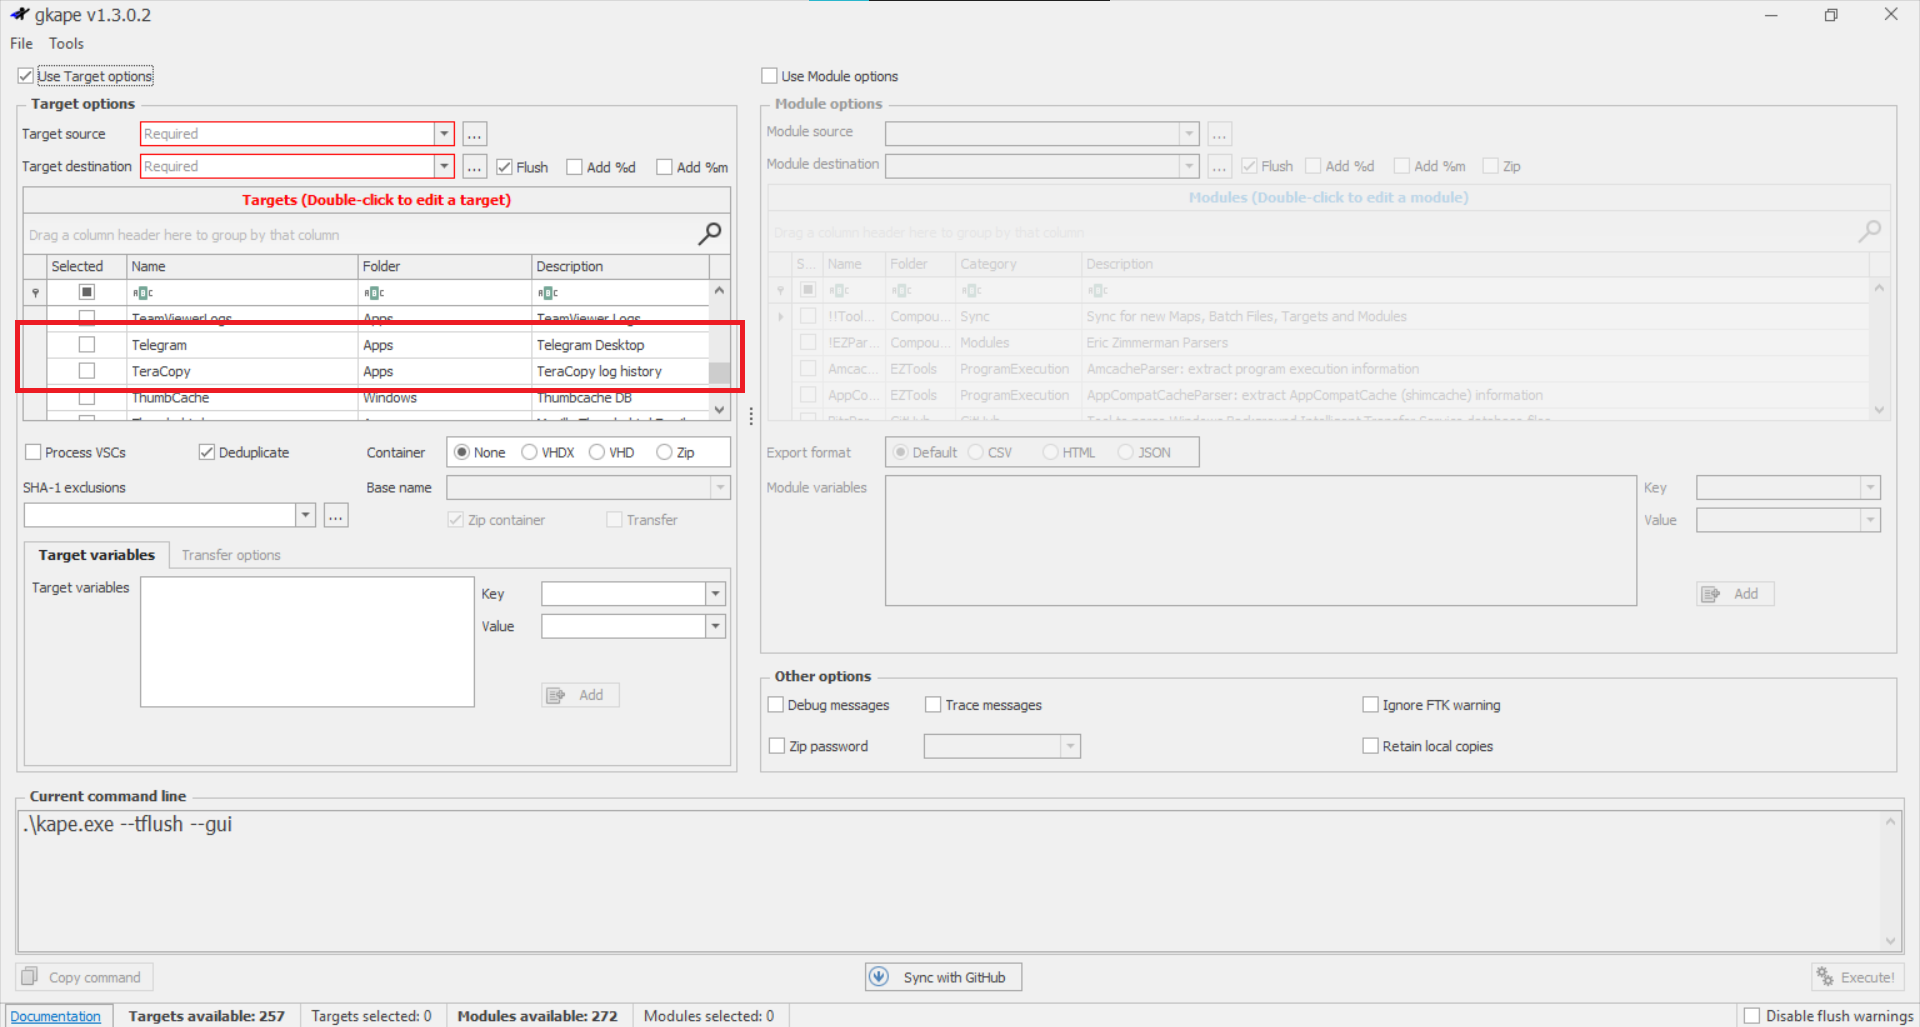 gkape v1.3.0.2
File Tools
Use Target options
Target options
Target source Required ...
Target destination Required ... Flush Add %d Add %m
Targets (Double-click to edit a target)
Drag a column header here to group by that column
Selected Name Folder Description
TeamViewerLogs Apps TeamViewer Logs
Telegram Apps Telegram Desktop
TeraCopy Apps TeraCopy log history
ThumbCache Windows Thumbcache DB
Process VSCs Deduplicate Container None VHDX VHD Zip
SHA-1 exclusions Base name
... Zip container Transfer
Target variables Transfer options
Target variables Key
Value
Add
Use Module options
Module options
Module source ...
Module destination ... Flush Add %d Add %m Zip
Modules (Double-click to edit a module)
Drag a column header here to group by that column
S... Name Folder Category Description
!!Tool... Compou... Sync Sync for new Maps, Batch Files, Targets and Modules
!EZPar... Compou... Modules Eric Zimmerman Parsers
Amcac... EZTools ProgramExecution AmcacheParser: extract program execution information
AppCo... EZTools ProgramExecution AppCompatCacheParser: extract AppCompatCache (shimcache) information
Export format Default CSV HTML JSON
Module variables Key
Value
Add
Other options
Debug messages Trace messages Ignore FTK warning
Zip password Retain local copies
Current command line
.\kape.exe --tflush --gui
Copy command Sync with GitHub Execute!
Documentation Targets available: 257 Targets selected: 0 Modules available: 272 Modules selected: 0 Disable flush warnings